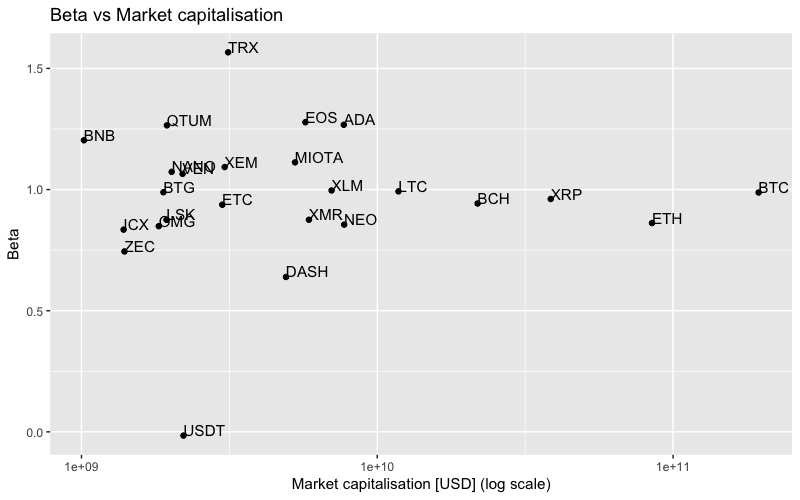 Beta vs Market capitalisation
TRX
1.5
QTUM
EOS
ADA
BNB
MIOTA
NANO
VEN
XEM
BTG
XLM
LTC
BTC
1.0
ETC
BCH
XRP
LSK
OMG
XMR
NEO
ETH
ICX
ZEC
DASH
Beta
0.5
USDT
0.0
1e+09
1e+10
1e+11
Market capitalisation [USD] (log scale)